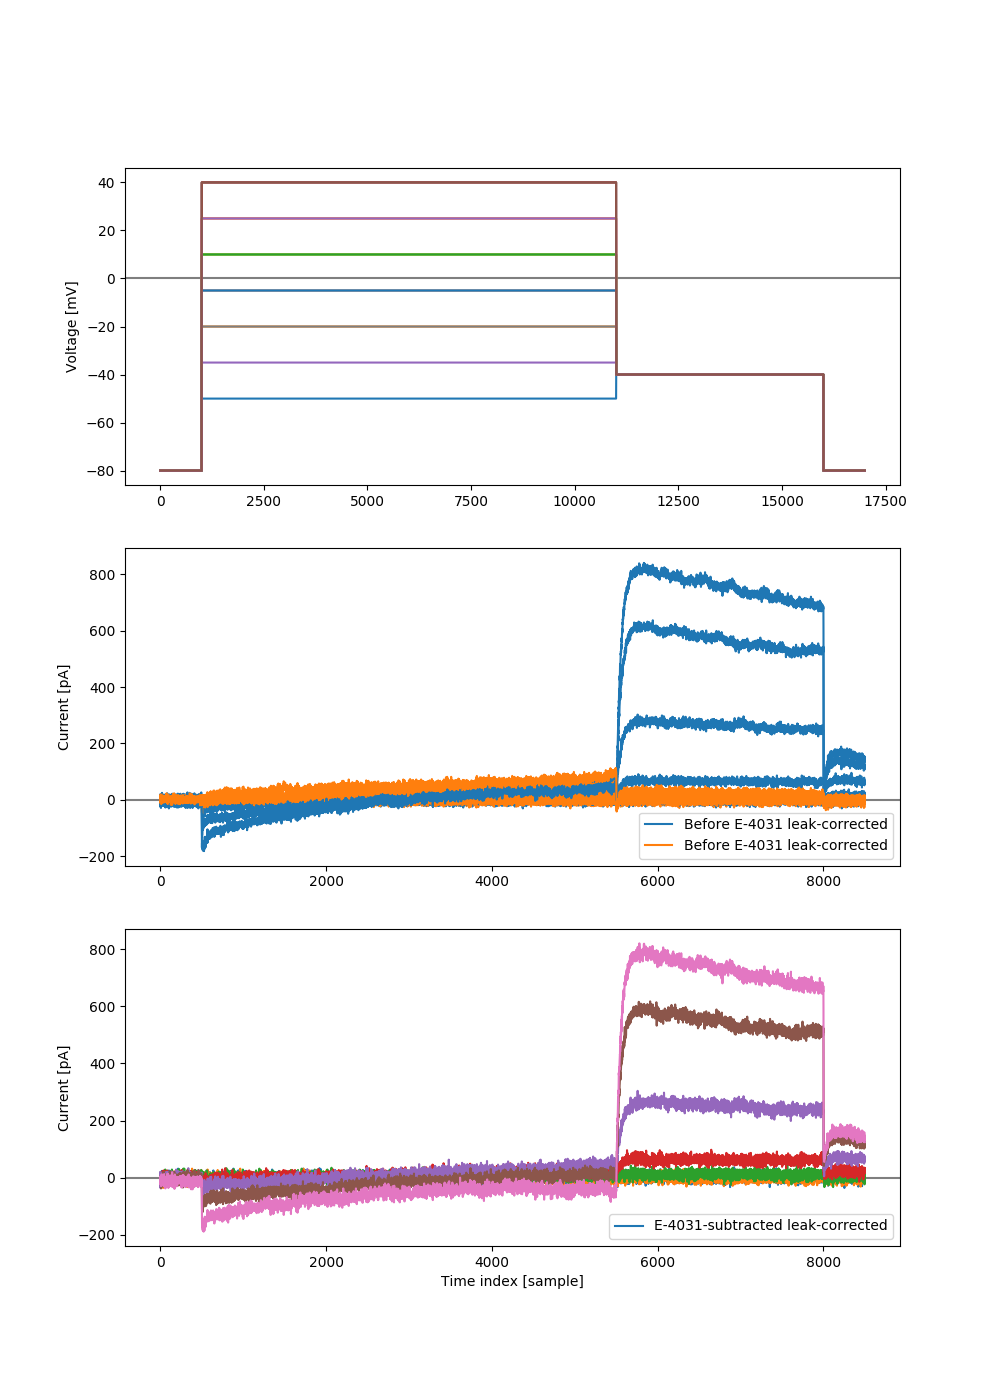 40
20
0
−20
−40
−60
−80
Voltage [mV]
0 2500 5000 7500 10000 12500 15000 17500
800
600
400
200
0
−200
Current [pA]
Before E-4031 leak-corrected
Before E-4031 leak-corrected
0 2000 4000 6000 8000
800
600
400
200
0
−200
Current [pA]
E-4031-subtracted leak-corrected
0 2000 4000 6000 8000
Time index [sample]